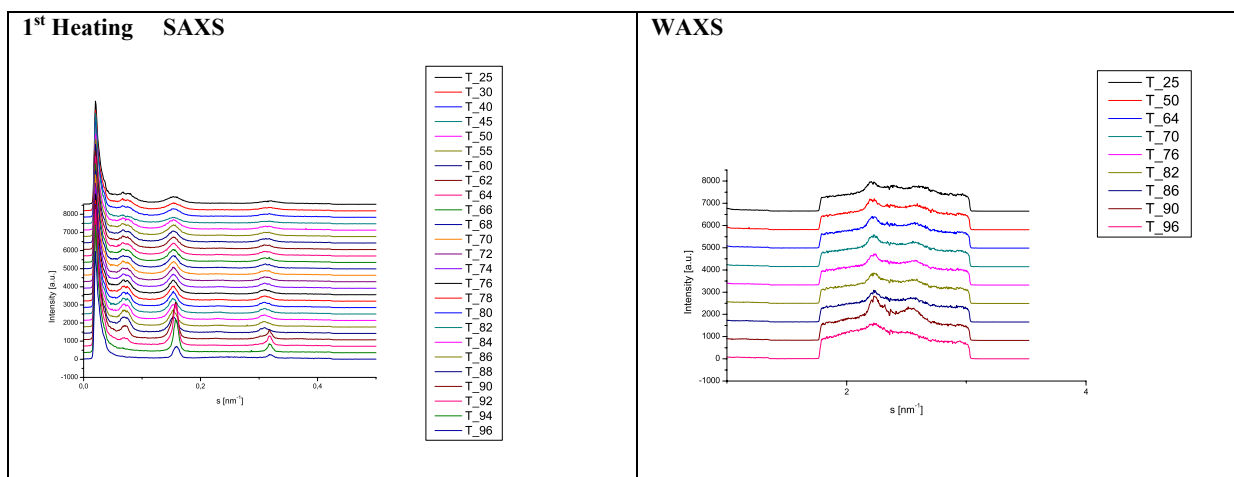 1st Heating SAXS
T_25
T_30
T_40
T_45
T_50
T_55
T_60
T_62
T_64
T_66
T_68
T_70
T_72
T_74
T_76
T_78
T_80
T_82
T_84
T_86
T_88
T_90
T_92
T_94
T_96
8000
7000
6000
5000
4000
3000
2000
1000
0
-1000
Intensity [a.u.]
0,0
0,2
0,4
s [nm-1]
WAXS
T_25
T_50
T_64
T_70
T_76
T_82
T_86
T_90
T_96
8000
7000
6000
5000
4000
3000
2000
1000
0
-1000
Intensity [a.u.]
2
4
s [nm-1]